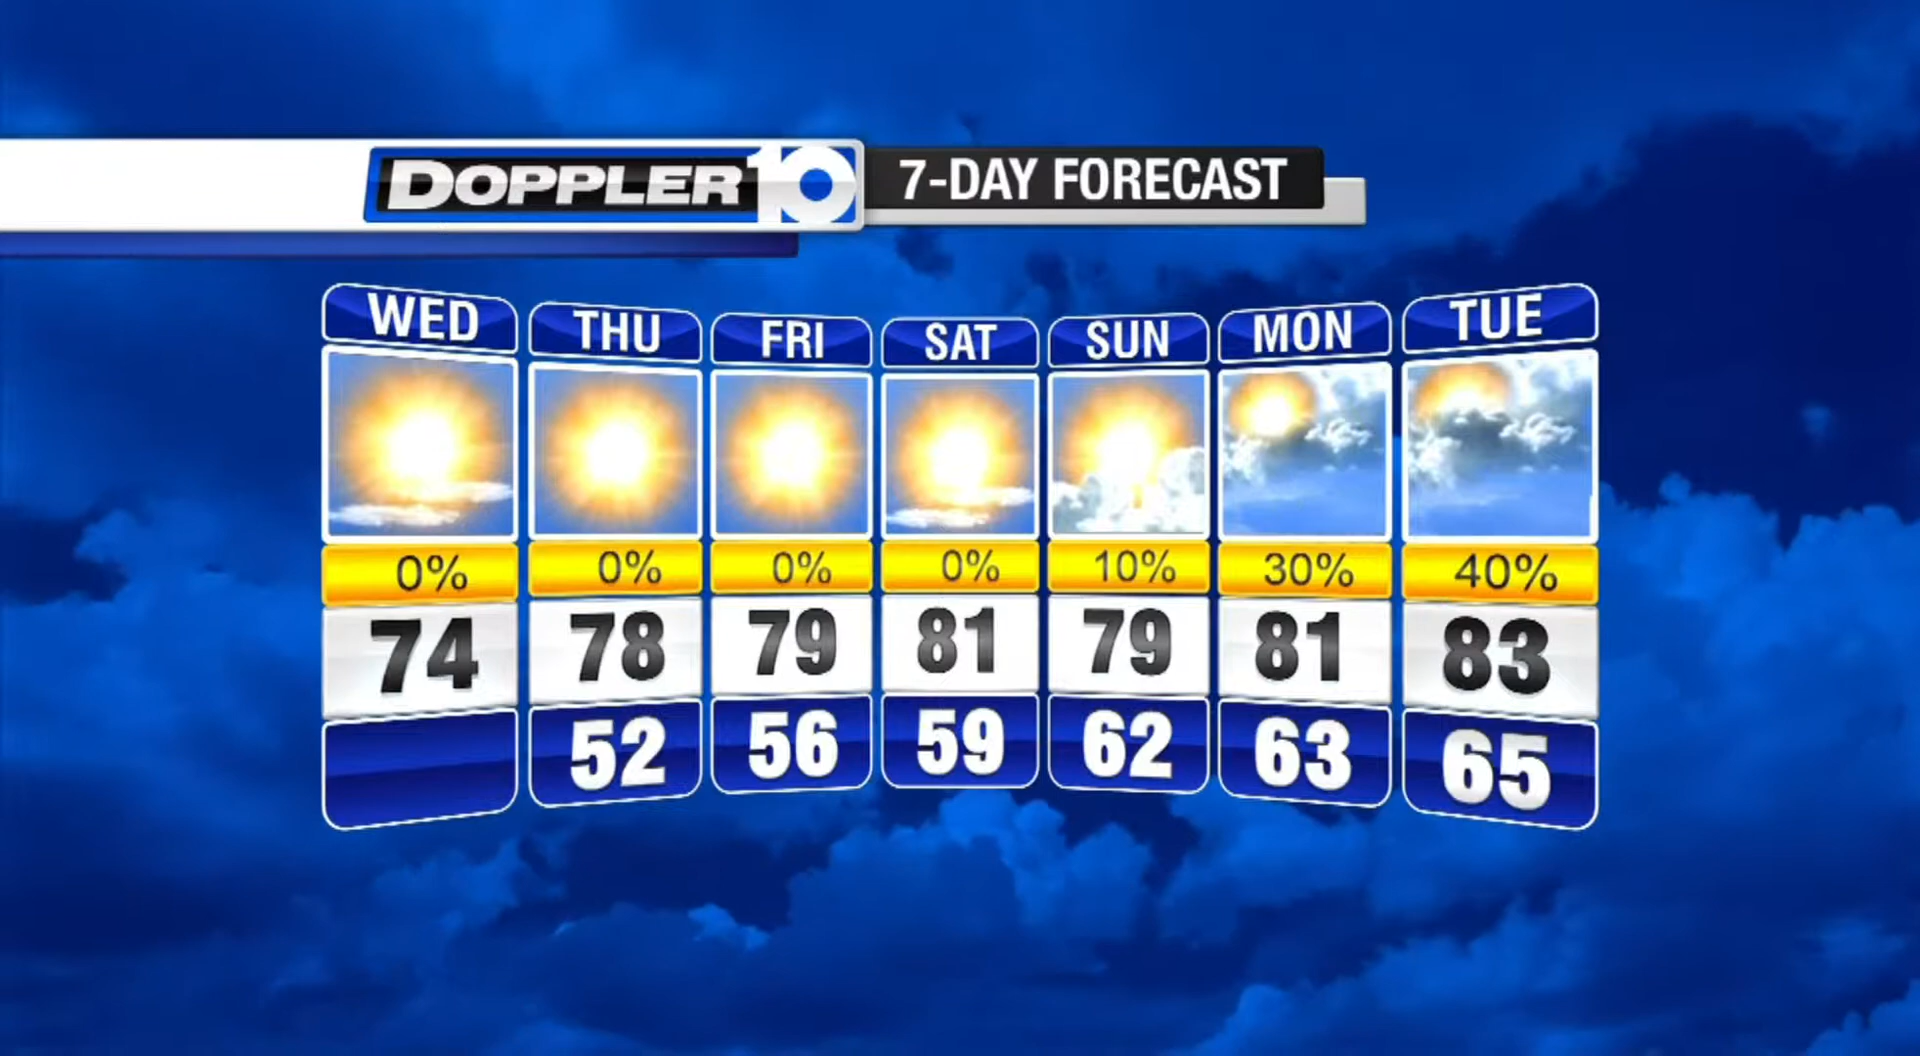 DOPPLER 10 7-DAY FORECAST
WED THU FRI SAT SUN MON TUE
0% 0% 0% 0% 10% 30% 40%
74 78 79 81 79 81 83
52 56 59 62 63 65